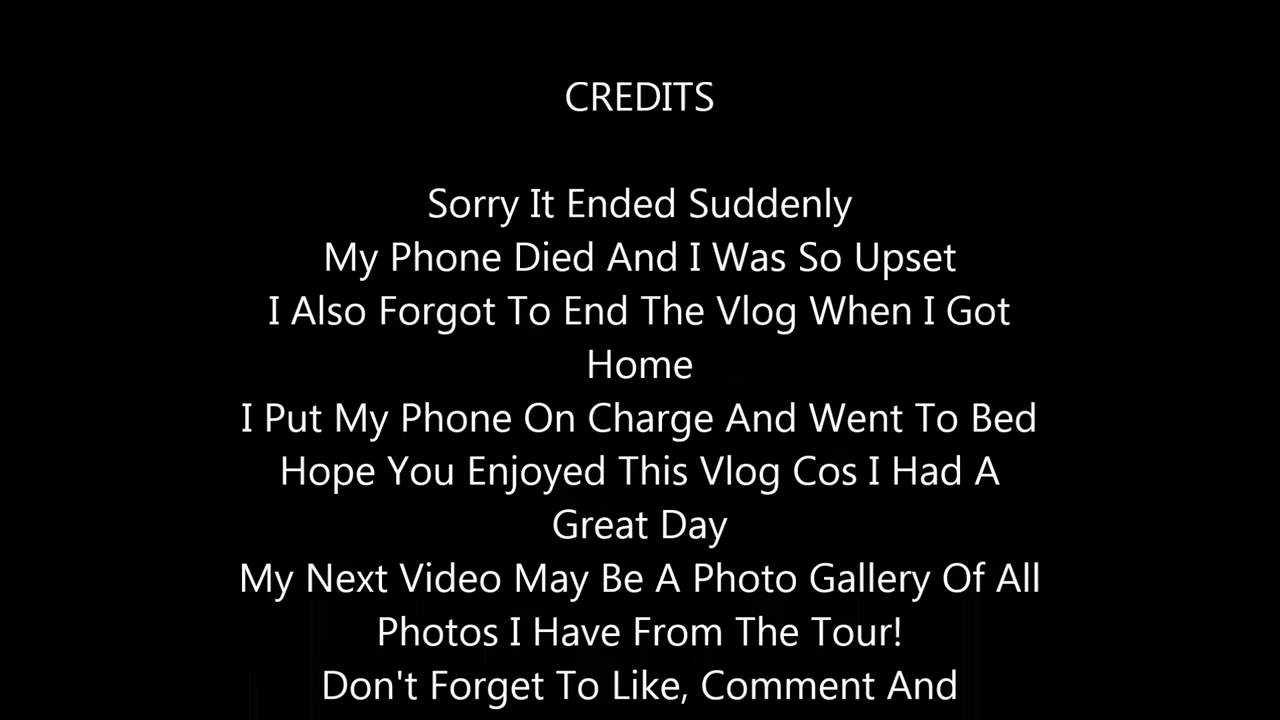 CREDITS
Sorry It Ended Suddenly
My Phone Died And I Was So Upset
I Also Forgot To End The Vlog When I Got
Home
I Put My Phone On Charge And Went To Bed
Hope You Enjoyed This Vlog Cos I Had A
Great Day
My Next Video May Be A Photo Gallery Of All
Photos I Have From The Tour!
Don't Forget To Like, Comment And